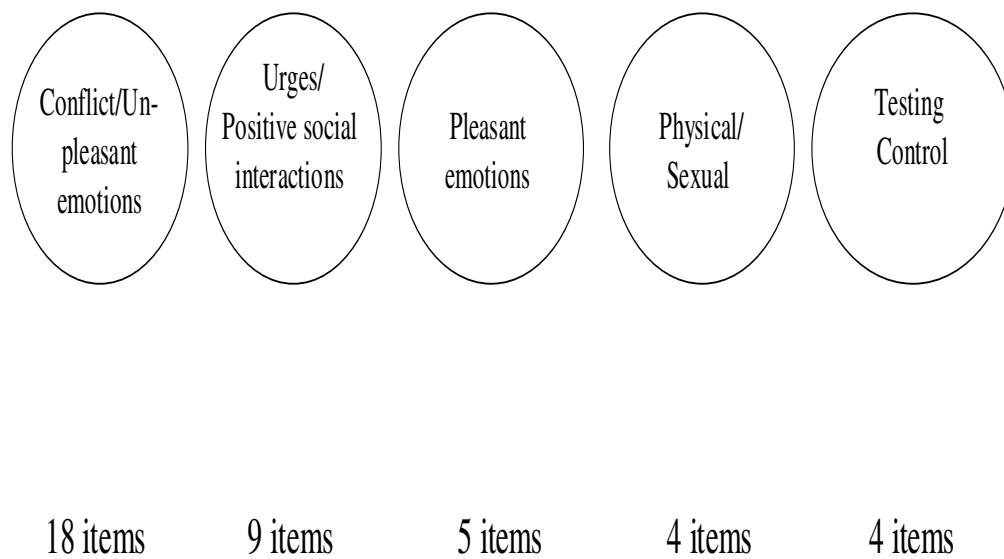 Conflict/Un-
pleasant
emotions
Urges/
Positive social
interactions
Pleasant
emotions
Physical/
Sexual
Testing
Control
18 items
9 items
5 items
4 items
4 items